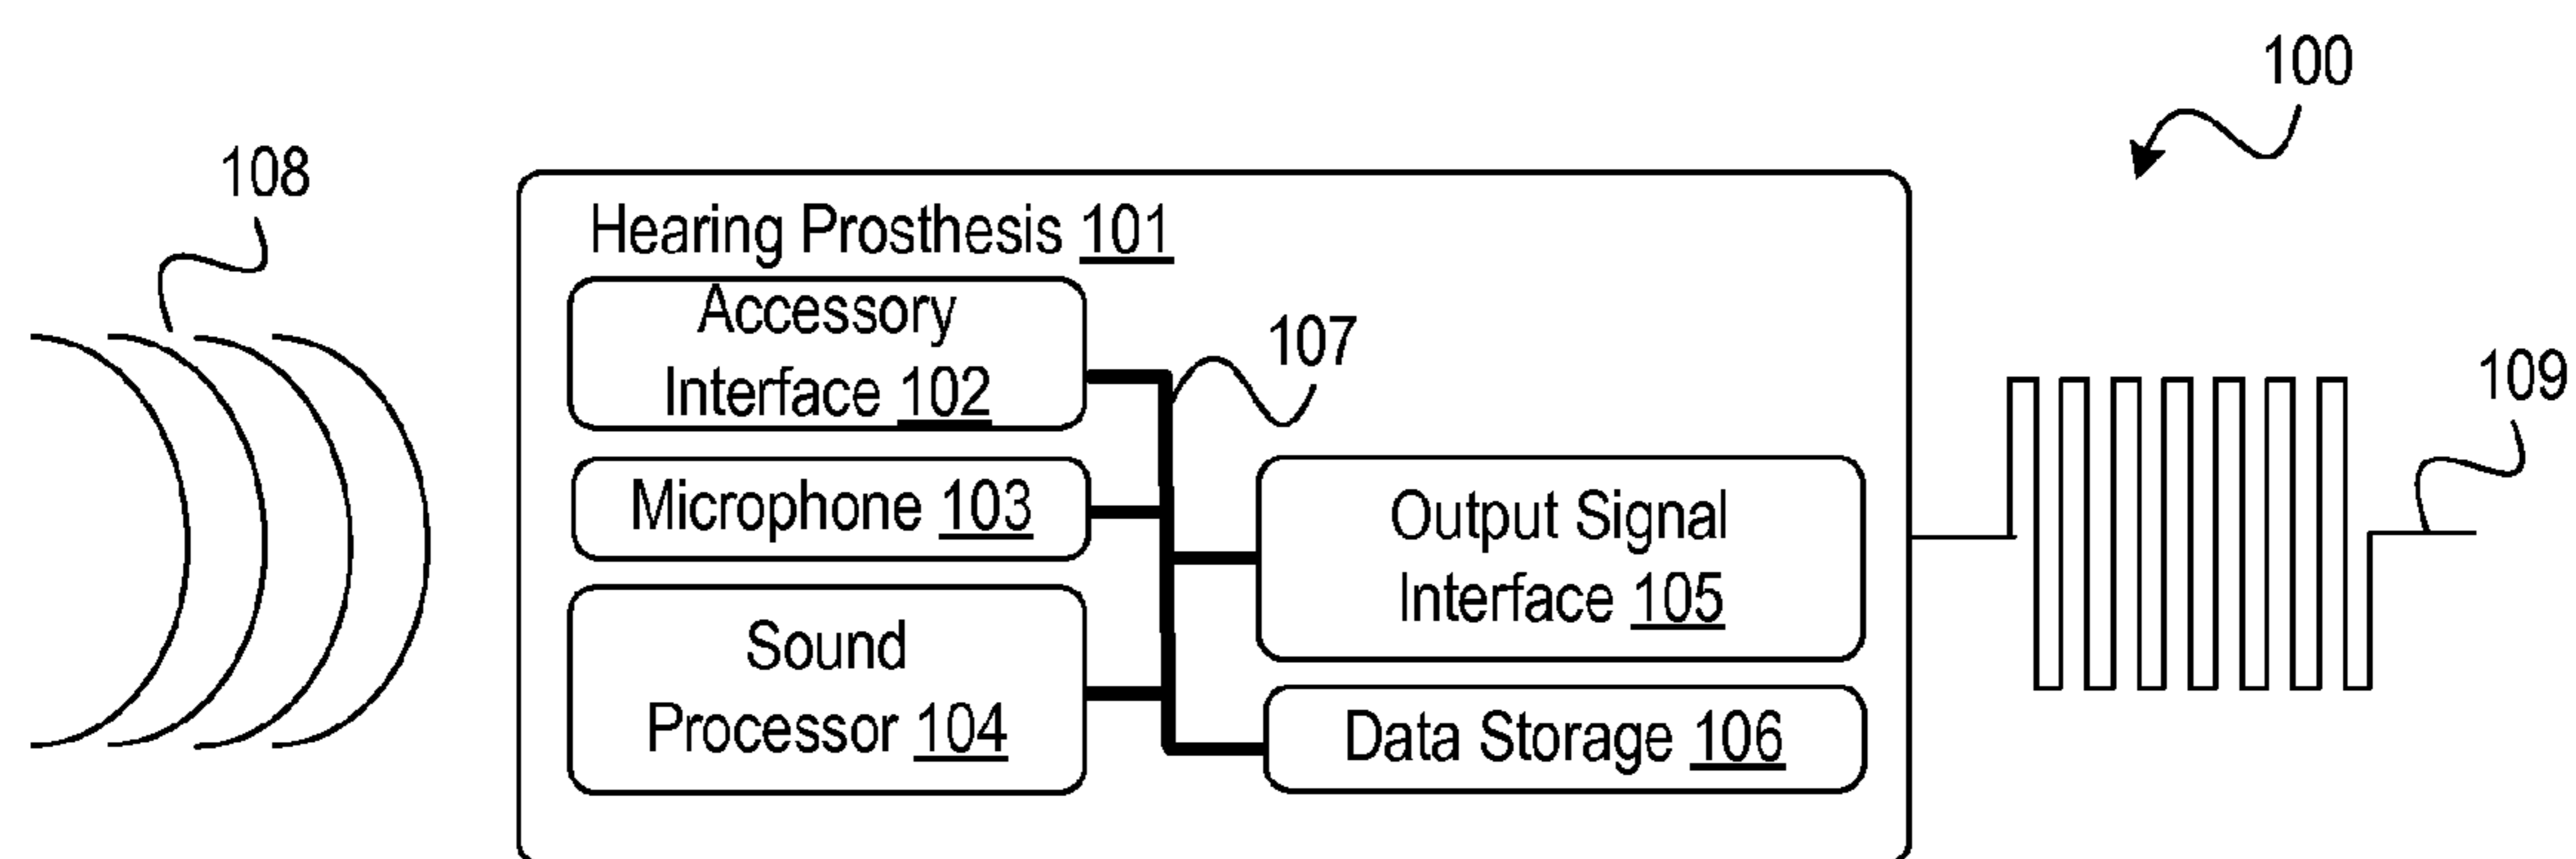 100
108
Hearing Prosthesis 101
Accessory
Interface 102
107
109
Microphone 103
Output Signal
Interface 105
Sound
Processor 104
Data Storage 106